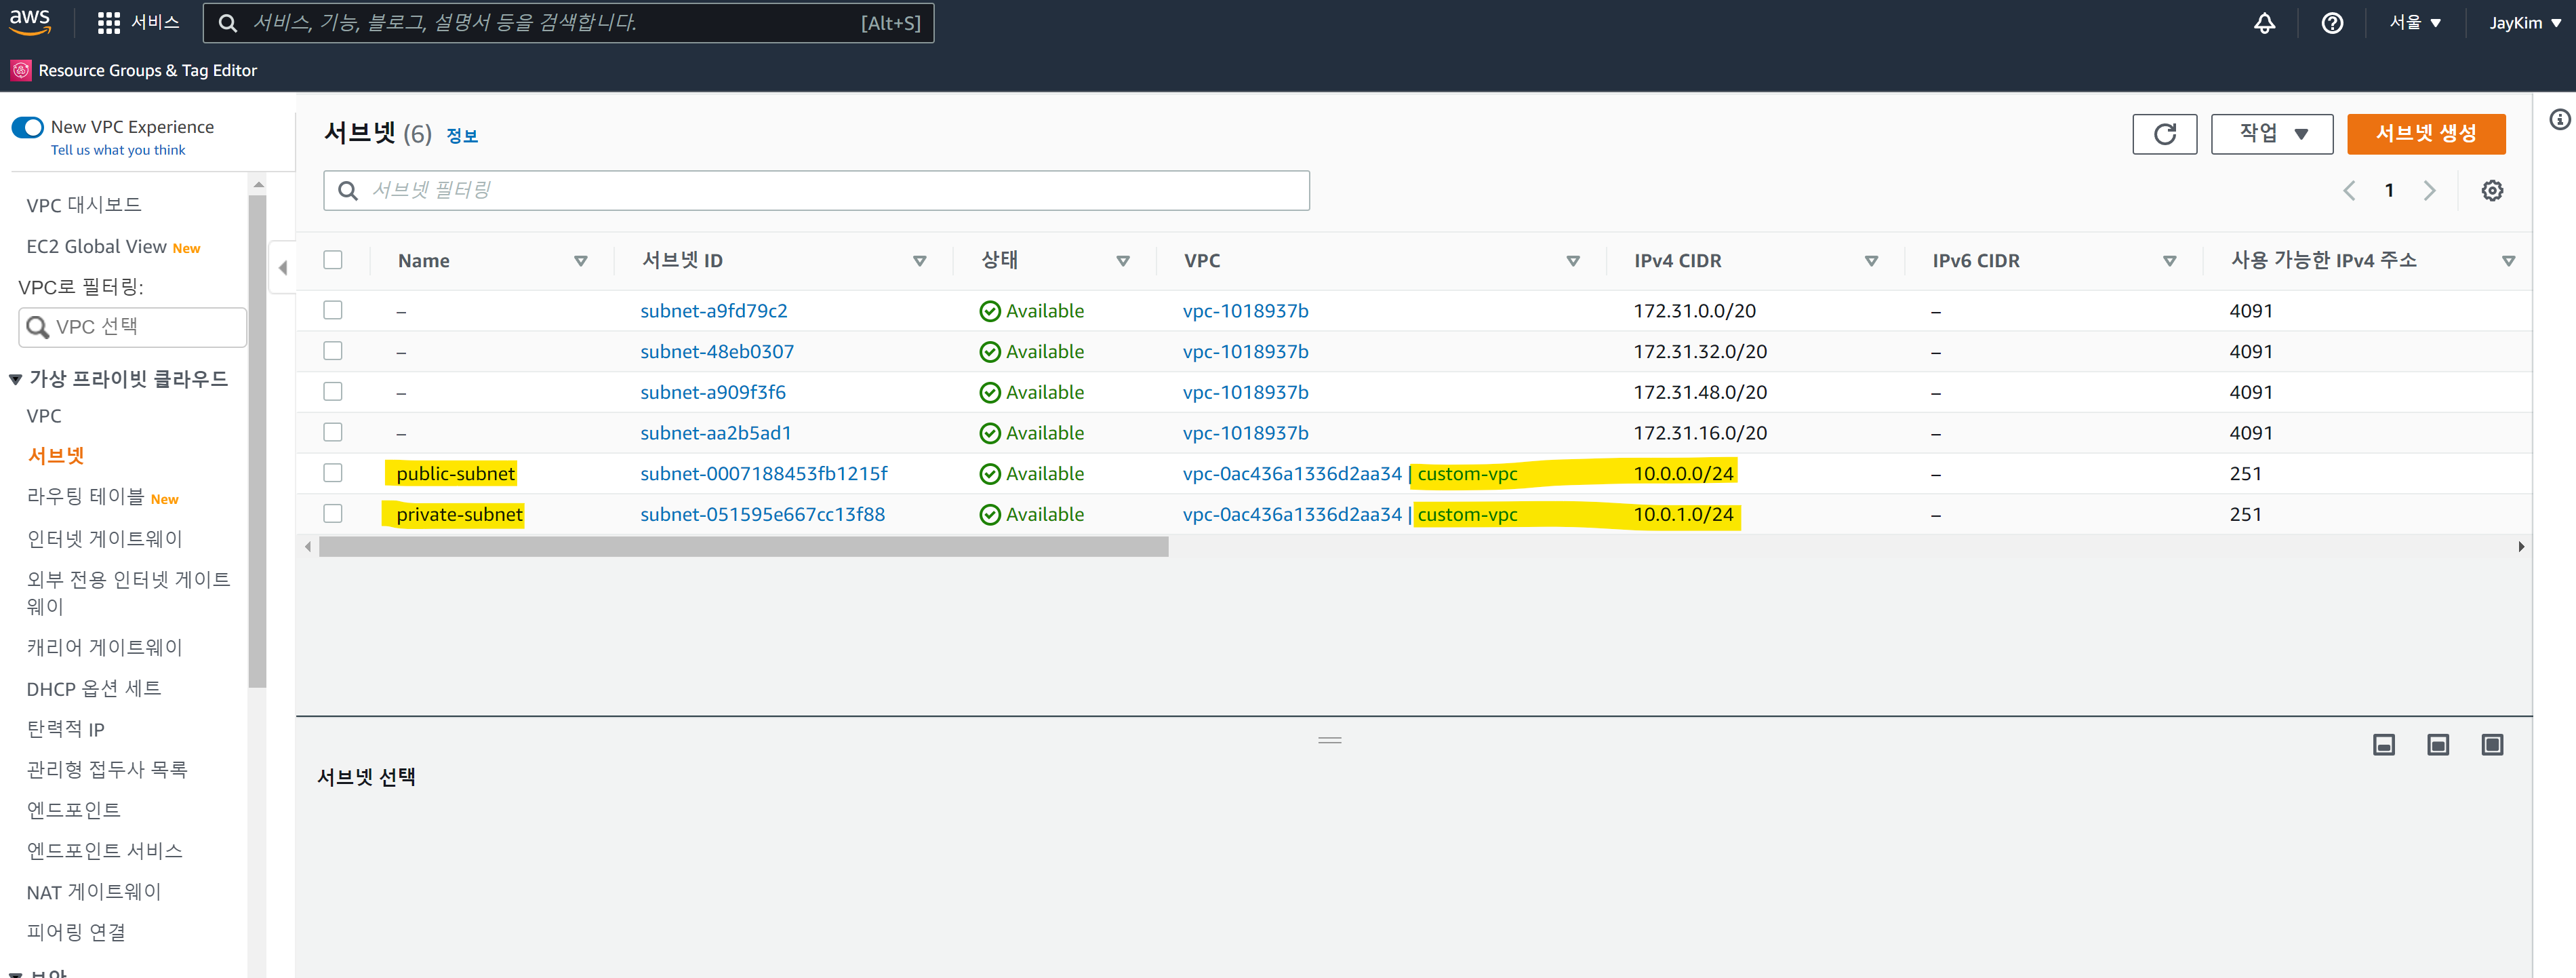 aws 서비스 서비스, 기능, 블로그, 설명서 등을 검색합니다. [Alt+S] 서울 ▼ JayKim ▼
Resource Groups & Tag Editor
New VPC Experience
Tell us what you think
VPC 대시보드
EC2 Global View New
VPC로 필터링:
VPC 선택
가상 프라이빗 클라우드
VPC
서브넷
라우팅 테이블 New
인터넷 게이트웨이
외부 전용 인터넷 게이트
웨이
캐리어 게이트웨이
DHCP 옵션 세트
탄력적 IP
관리형 접두사 목록
엔드포인트
엔드포인트 서비스
NAT 게이트웨이
피어링 연결
보안
서브넷 (6) 정보
작업 ▼ 서브넷 생성
서브넷 필터링
1
Name 서브넷 ID 상태 VPC IPv4 CIDR IPv6 CIDR 사용 가능한 IPv4 주소
– subnet-a9fd79c2 Available vpc-1018937b 172.31.0.0/20 – 4091
– subnet-48eb0307 Available vpc-1018937b 172.31.32.0/20 – 4091
– subnet-a909f3f6 Available vpc-1018937b 172.31.48.0/20 – 4091
– subnet-aa2b5ad1 Available vpc-1018937b 172.31.16.0/20 – 4091
public-subnet subnet-0007188453fb1215f Available vpc-0ac436a1336d2aa34 | custom-vpc 10.0.0.0/24 – 251
private-subnet subnet-051595e667cc13f88 Available vpc-0ac436a1336d2aa34 | custom-vpc 10.0.1.0/24 – 251
서브넷 선택